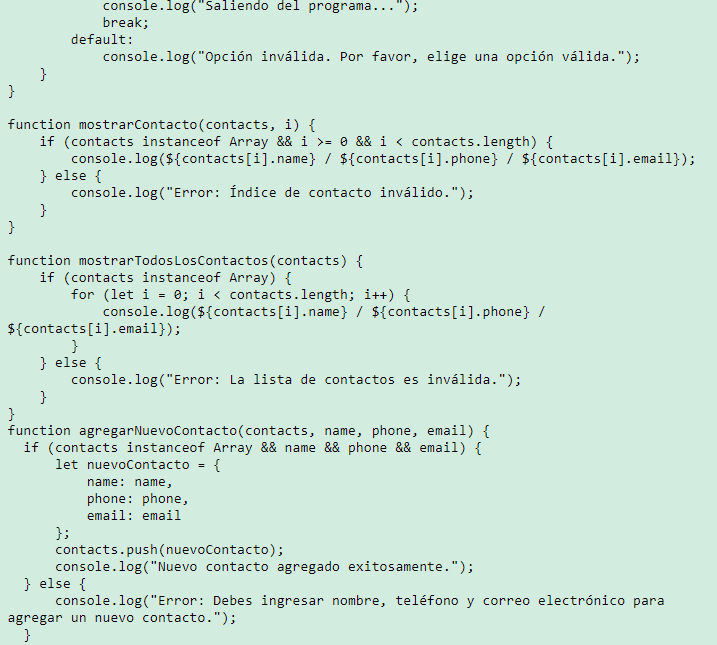 console.log("Saliendo del programa...");
break;
default:
console.log("Opción inválida. Por favor, elige una opción válida.");
}
}
function mostrarContacto(contacts, i) {
if (contacts instanceof Array && i >= 0 && i < contacts.length) {
console.log(${contacts[i].name} / ${contacts[i].phone} / ${contacts[i].email});
} else {
console.log("Error: Índice de contacto inválido.");
}
}
function mostrarTodosLosContactos(contacts) {
if (contacts instanceof Array) {
for (let i = 0; i < contacts.length; i++) {
console.log(${contacts[i].name} / ${contacts[i].phone} /
${contacts[i].email});
}
} else {
console.log("Error: La lista de contactos es inválida.");
}
}
function agregarNuevoContacto(contacts, name, phone, email) {
if (contacts instanceof Array && name && phone && email) {
let nuevoContacto = {
name: name,
phone: phone,
email: email
};
contacts.push(nuevoContacto);
console.log("Nuevo contacto agregado exitosamente.");
} else {
console.log("Error: Debes ingresar nombre, teléfono y correo electrónico para
agregar un nuevo contacto.");
}